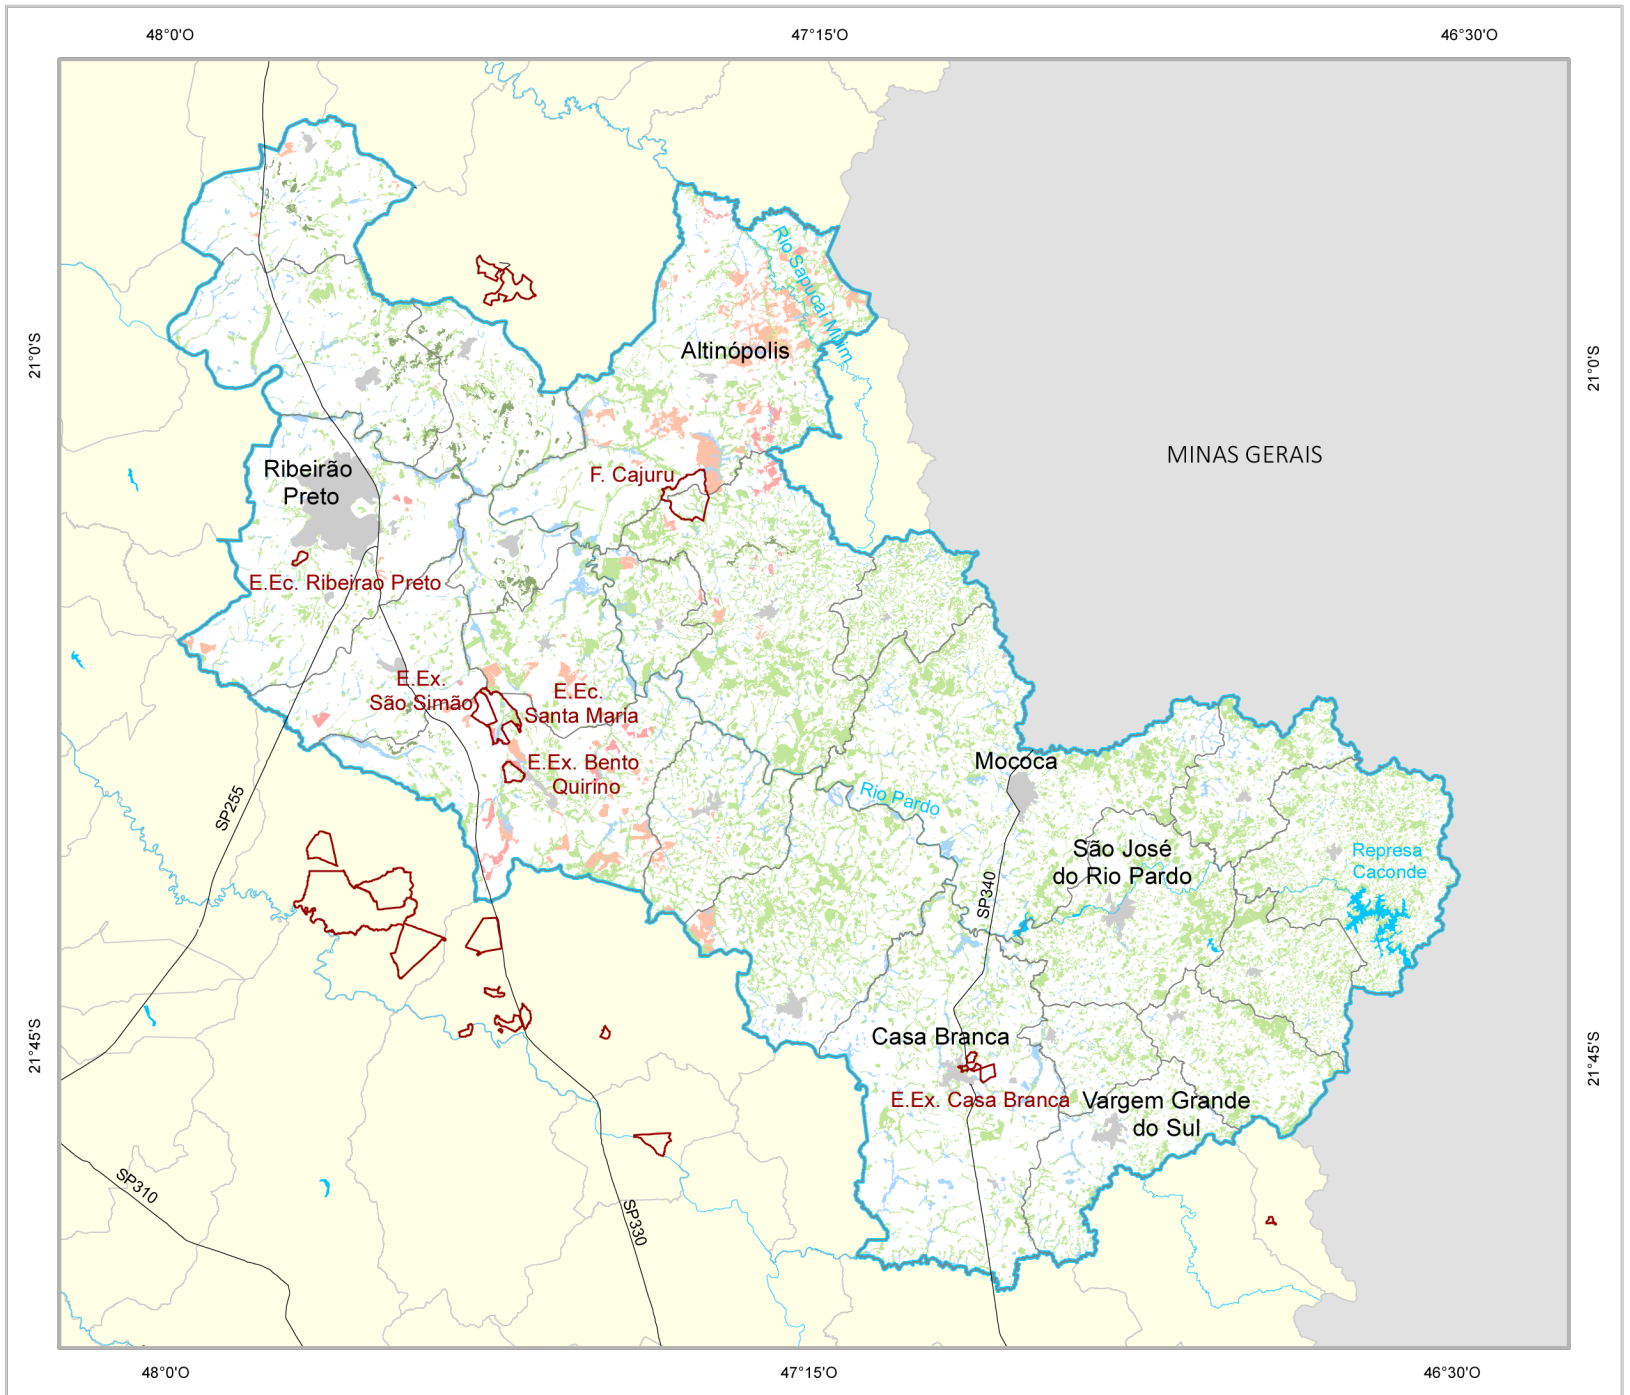 48°0'O
47°15'O
46°30'O
Rio Sapucaí Mirim
21°0'S
21°0'S
Altinópolis
MINAS GERAIS
Ribeirão
Preto
F. Cajuru
E.Ec. Ribeirao Preto
E.Ex.
São Simão
E.Ec.
Santa Maria
E.Ex. Bento
Quirino
Mococa
Rio Pardo
SP255
São José
do Rio Pardo
Represa
Caconde
SP340
21°45'S
21°45'S
Casa Branca
E.Ex. Casa Branca
Vargem Grande
do Sul
SP310
SP330
48°0'O
47°15'O
46°30'O